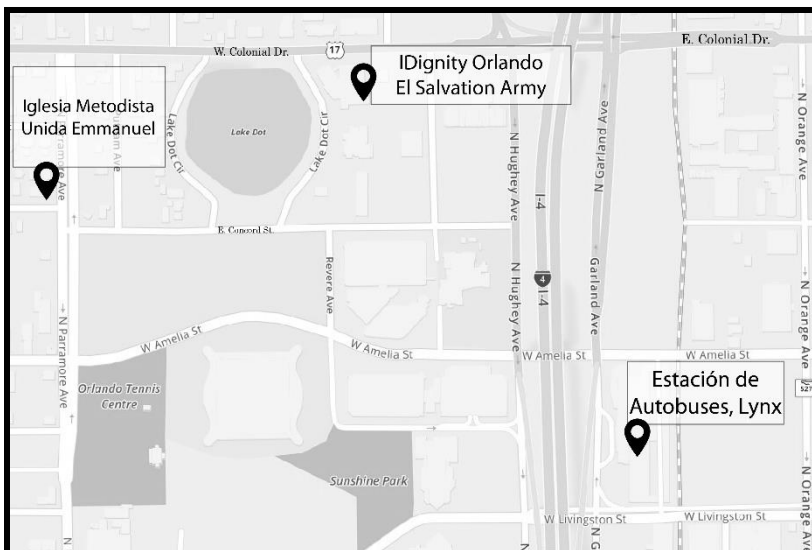 W. Colonial Dr.
17
E. Colonial Dr.
IDignity Orlando
El Salvation Army
Iglesia Metodista
Unida Emmanuel
N Parramore Ave
Putnam Ave
Lake Dot Cir
Lake Dot
Lake Dot Cir
N Hughey Ave
I-4
N Garland Ave
N Orange Ave
E. Concord St.
Revere Ave
N Hughey Ave
4
I-4
Garland Ave
N Orange Ave
W Amelia St
W Amelia St
W Amelia St
W Amelia St
N Parramore Ave
Orlando Tennis
Centre
Estación de
Autobuses, Lynx
Sunshine Park
W Livingston St
W Livingston St
N Orange Ave
N
N
N G